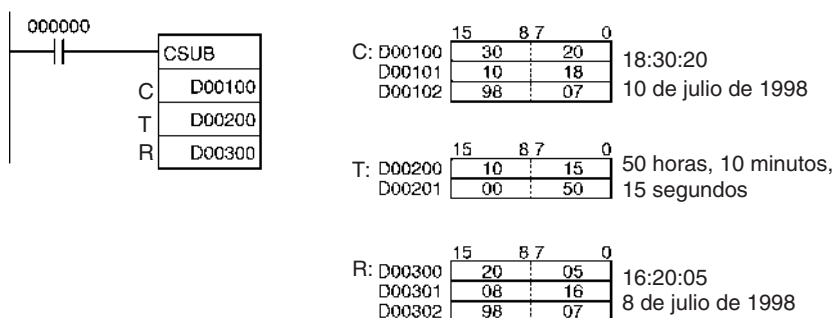 000000
CSUB
C D00100
T D00200
R D00300
15 8 7 0
C: D00100 30 20 18:30:20
D00101 10 18
D00102 98 07 10 de julio de 1998
15 8 7 0
T: D00200 10 15 50 horas, 10 minutos,
D00201 00 50 15 segundos
15 8 7 0
R: D00300 20 05 16:20:05
D00301 08 16
D00302 98 07 8 de julio de 1998